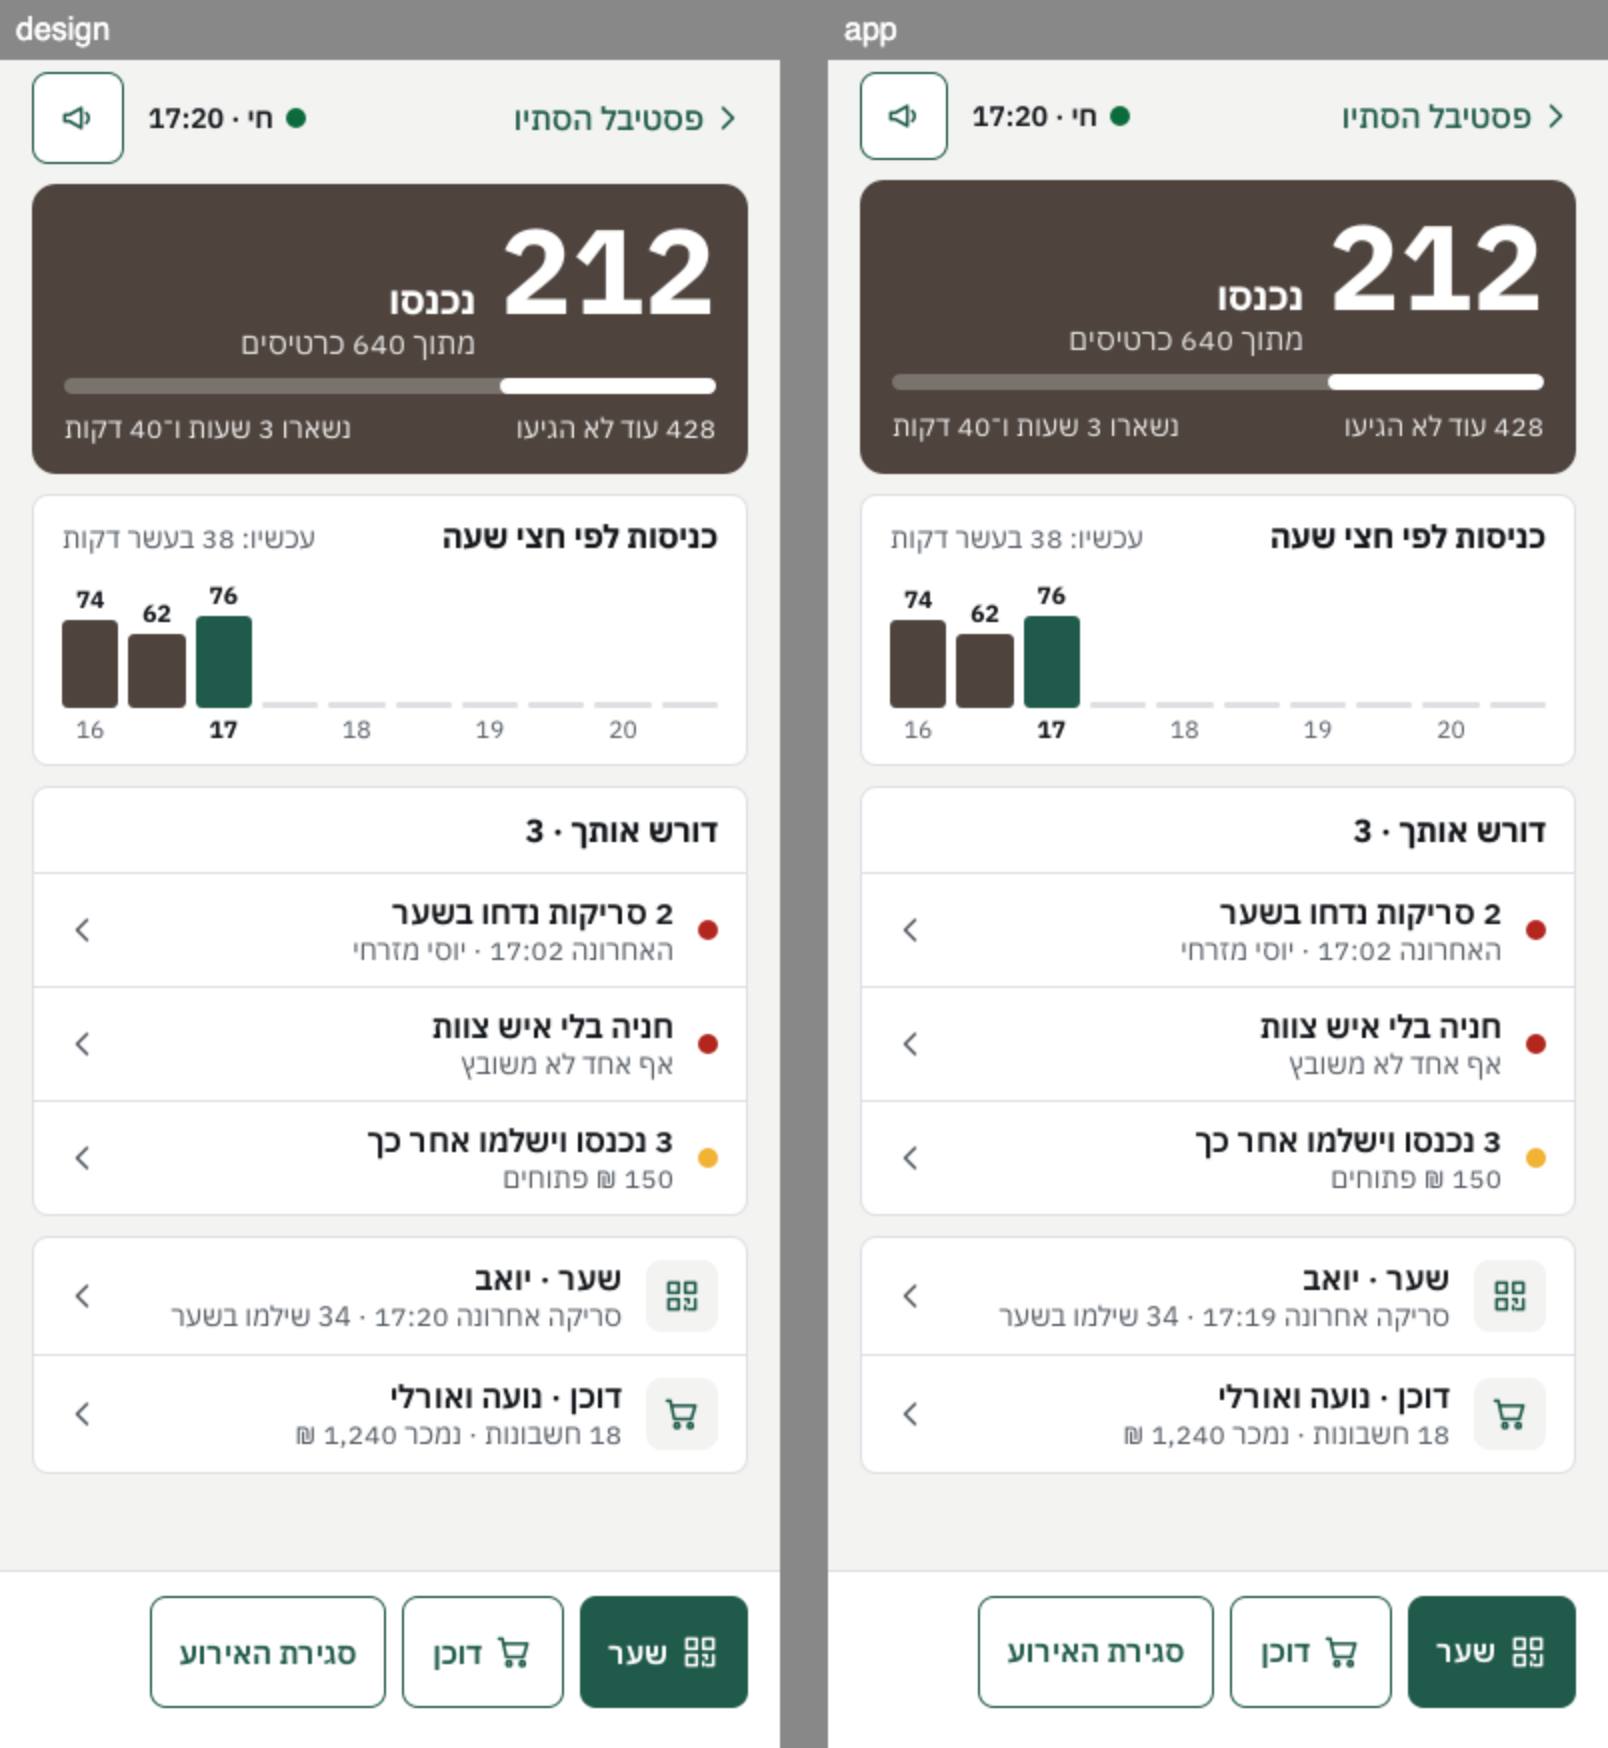 design
פסטיבל הסתיו
חי · 17:20
212 נכנסו
מתוך 640 כרטיסים
428 עוד לא הגיעו
נשארו 3 שעות ו־40 דקות
כניסות לפי חצי שעה
עכשיו: 38 בעשר דקות
74 62 76
16 17 18 19 20
דורש אותך · 3
2 סריקות נדחו בשער
האחרונה 17:02 · יוסי מזרחי
חניה בלי איש צוות
אף אחד לא משובץ
3 נכנסו וישלמו אחר כך
150 ₪ פתוחים
שער · יואב
סריקה אחרונה 17:20 · 34 שילמו בשער
דוכן · נועה ואורלי
18 חשבונות · נמכר 1,240 ₪
שער
דוכן
סגירת האירוע
app
פסטיבל הסתיו
חי · 17:20
212 נכנסו
מתוך 640 כרטיסים
428 עוד לא הגיעו
נשארו 3 שעות ו־40 דקות
כניסות לפי חצי שעה
עכשיו: 38 בעשר דקות
74 62 76
16 17 18 19 20
דורש אותך · 3
2 סריקות נדחו בשער
האחרונה 17:02 · יוסי מזרחי
חניה בלי איש צוות
אף אחד לא משובץ
3 נכנסו וישלמו אחר כך
150 ₪ פתוחים
שער · יואב
סריקה אחרונה 17:19 · 34 שילמו בשער
דוכן · נועה ואורלי
18 חשבונות · נמכר 1,240 ₪
שער
דוכן
סגירת האירוע